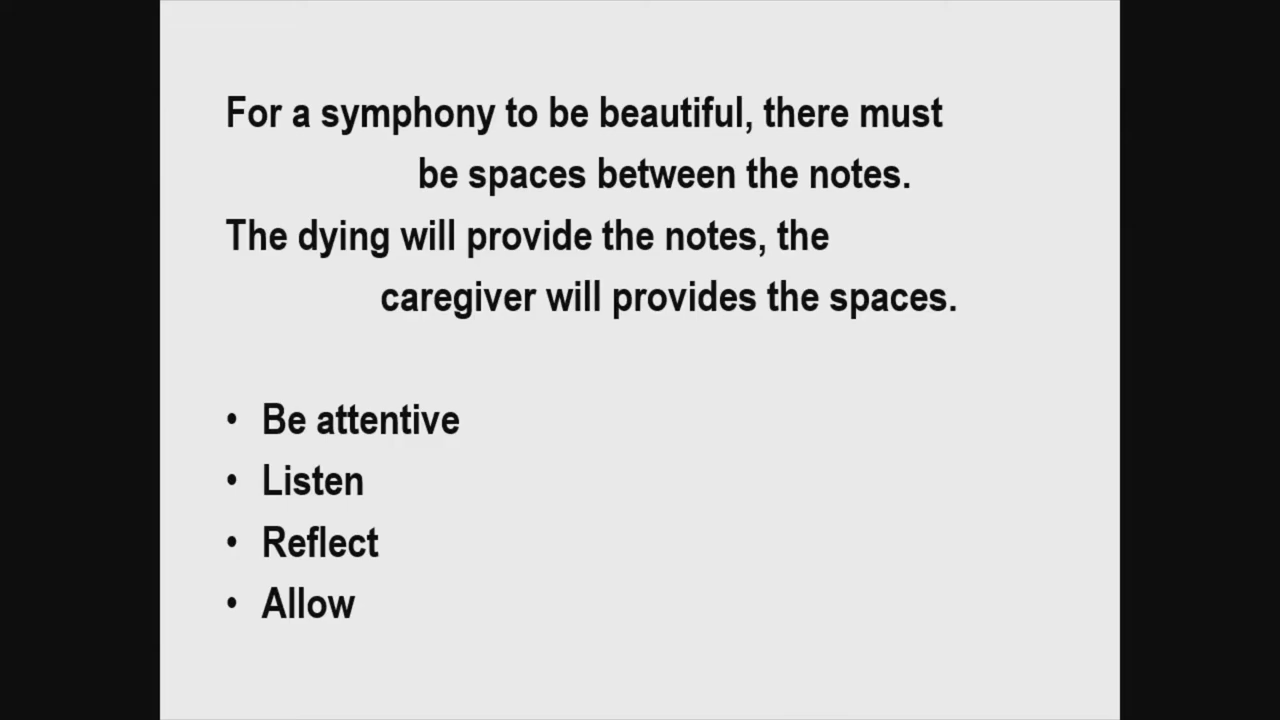 For a symphony to be beautiful, there must
be spaces between the notes.
The dying will provide the notes, the
caregiver will provides the spaces.
• Be attentive
• Listen
• Reflect
• Allow